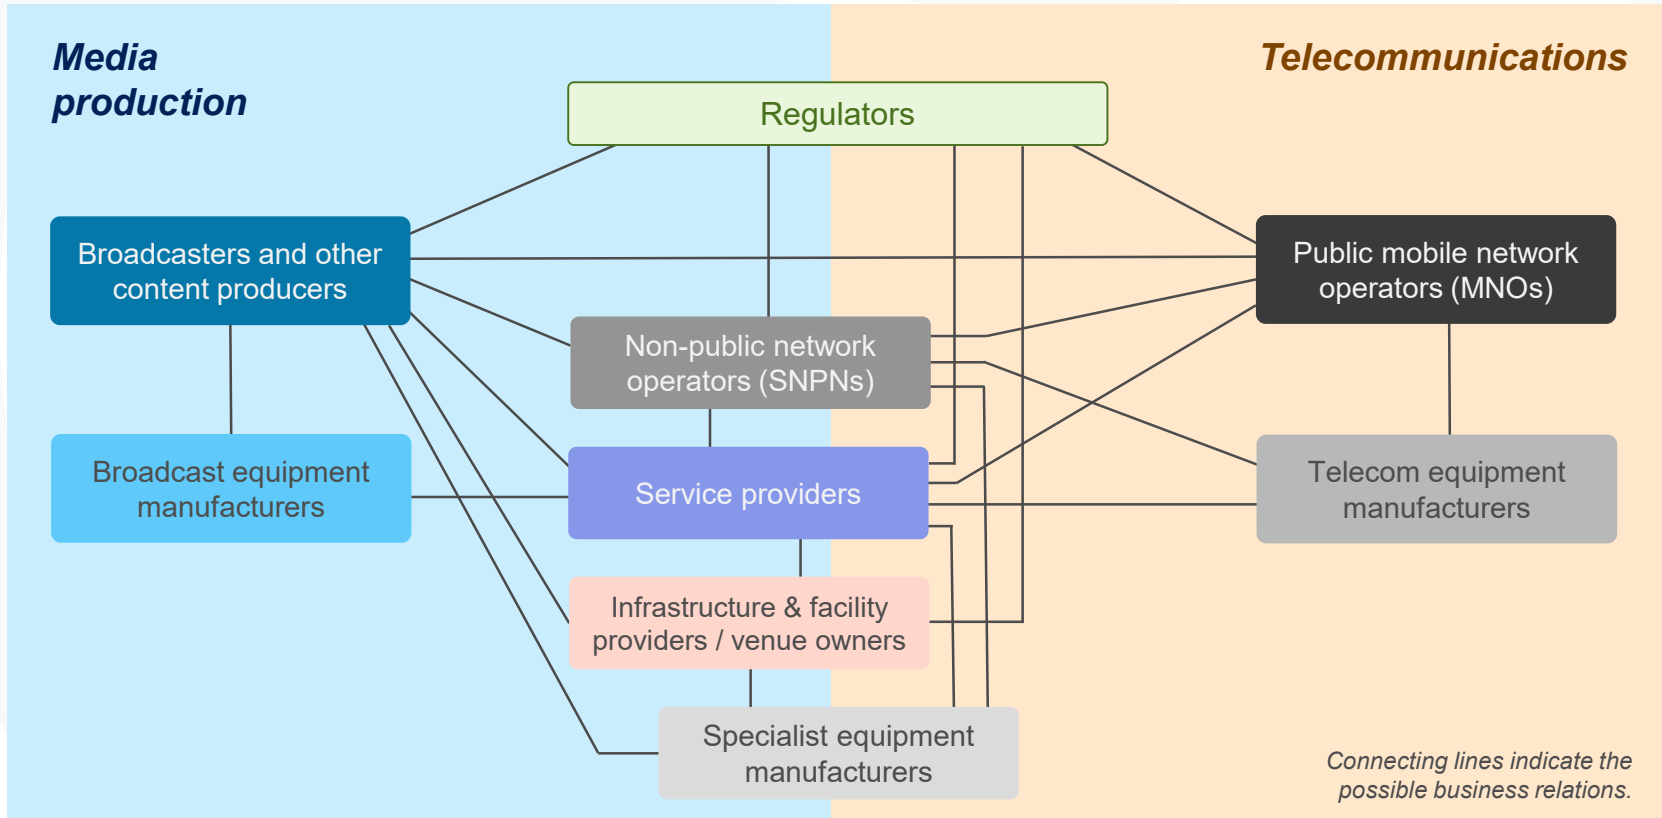 Media
production
Telecommunications
Regulators
Broadcasters and other
content producers
Public mobile network
operators (MNOs)
Non-public network
operators (SNPNs)
Broadcast equipment
manufacturers
Service providers
Telecom equipment
manufacturers
Infrastructure & facility
providers / venue owners
Specialist equipment
manufacturers
Connecting lines indicate the
possible business relations.